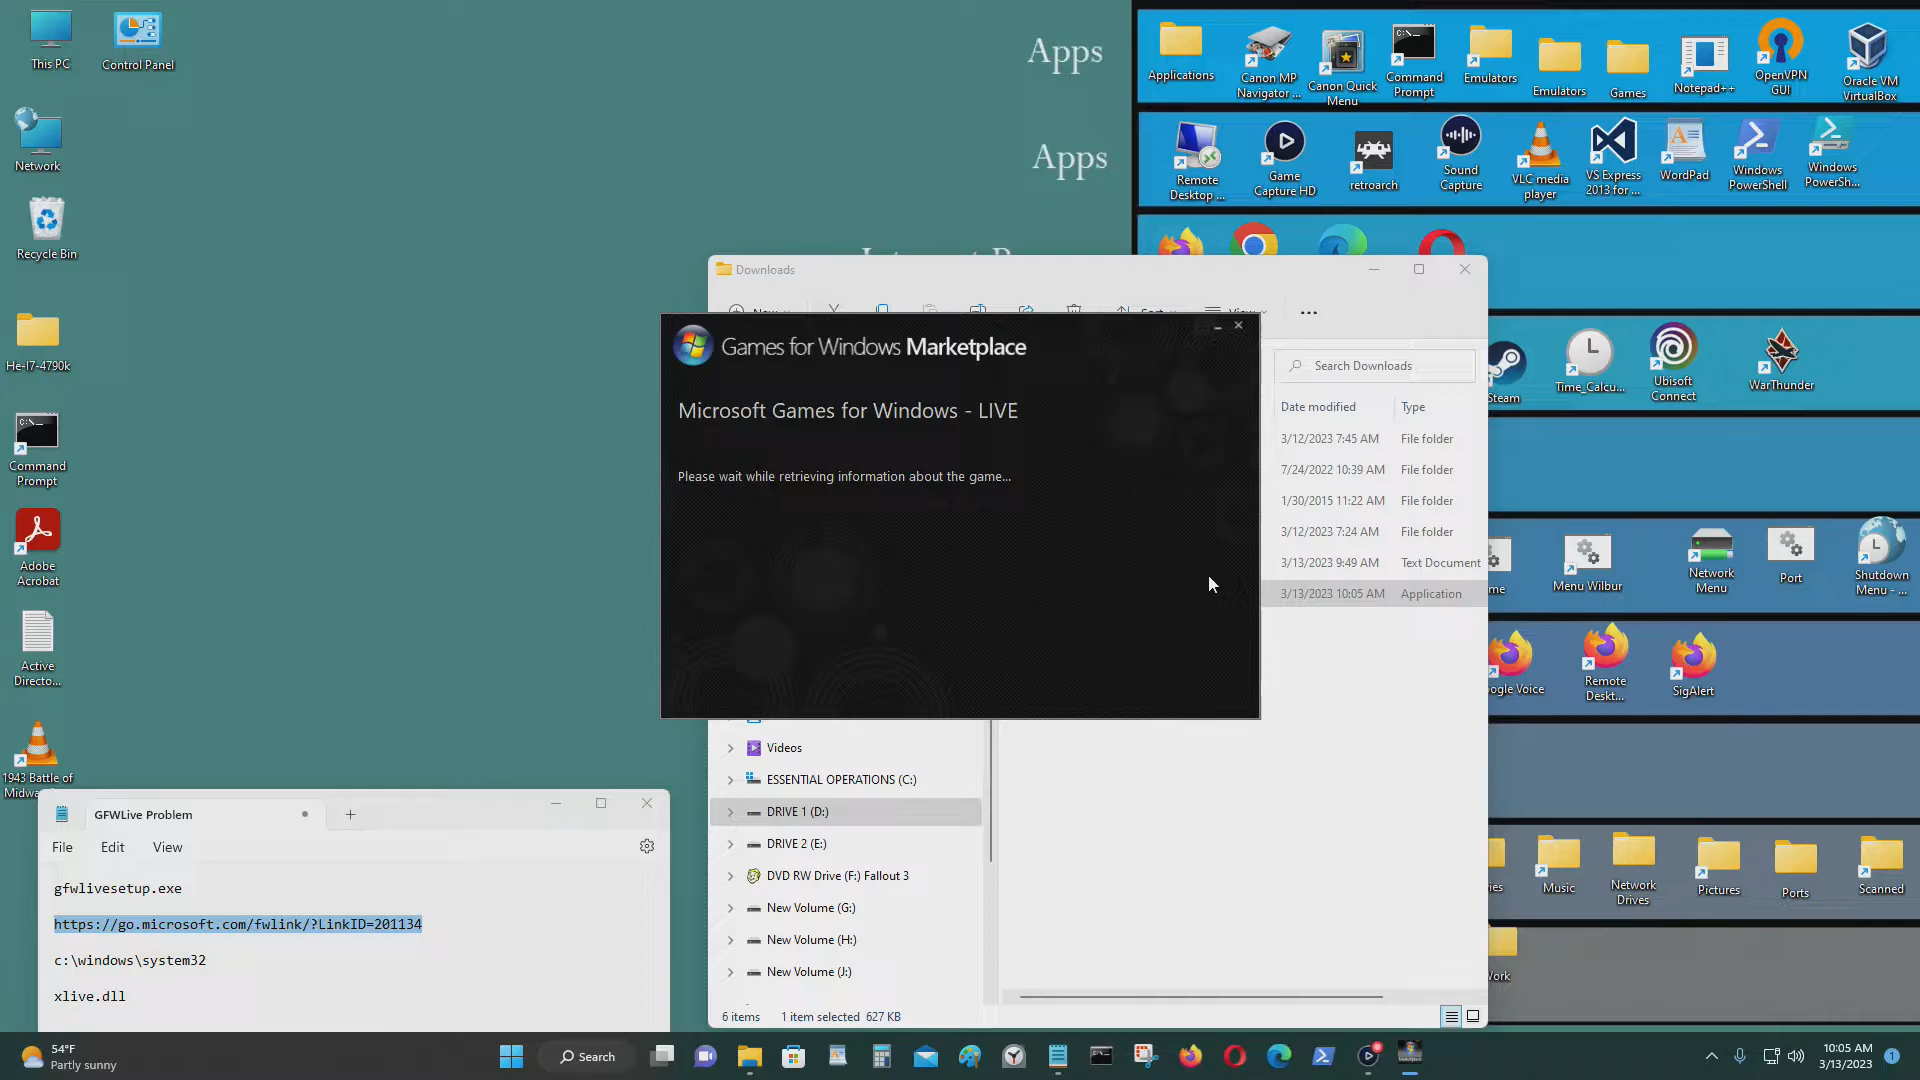 This PC
Control Panel
Network
Recycle Bin
He-I7-4790k
Command
Prompt
Adobe
Acrobat
Active
Directo...
1943 Battle of
Apps
Apps
Applications
Canon MP
Navigator ...
Canon Quick
Menu
Command
Prompt
Emulators
Emulators
Games
Notepad++
OpenVPN
GUI
Oracle VM
VirtualBox
Remote
Desktop ...
Game
Capture HD
retroarch
Sound
Capture
VLC media
player
VS Express
2013 for ...
WordPad
Windows
PowerShell
Windows
PowerSh...
Steam
Time_Calcu...
Ubisoft
Connect
WarThunder
Menu Wilbur
Network
Menu
Port
Shutdown
Menu - ...
oogle Voice
Remote
Deskt...
SigAlert
Music
Network
Drives
Pictures
Ports
Scanned
Work
Downloads
New
Sort
View
Search Downloads
Date modified
Type
3/12/2023 7:45 AM File folder
7/24/2022 10:39 AM File folder
1/30/2015 11:22 AM File folder
3/12/2023 7:24 AM File folder
3/13/2023 9:49 AM Text Document
3/13/2023 10:05 AM Application
Games for Windows Marketplace
Microsoft Games for Windows - LIVE
Please wait while retrieving information about the game...
Videos
ESSENTIAL OPERATIONS (C:)
DRIVE 1 (D:)
DRIVE 2 (E:)
DVD RW Drive (F:) Fallout 3
New Volume (G:)
New Volume (H:)
New Volume (J:)
6 items 1 item selected 627 KB
GFWLive Problem
File Edit View
gfwlivesetup.exe
https://go.microsoft.com/fwlink/?LinkID=201134
c:\windows\system32
xlive.dll
54°F
Partly sunny
Search
10:05 AM
3/13/2023
1